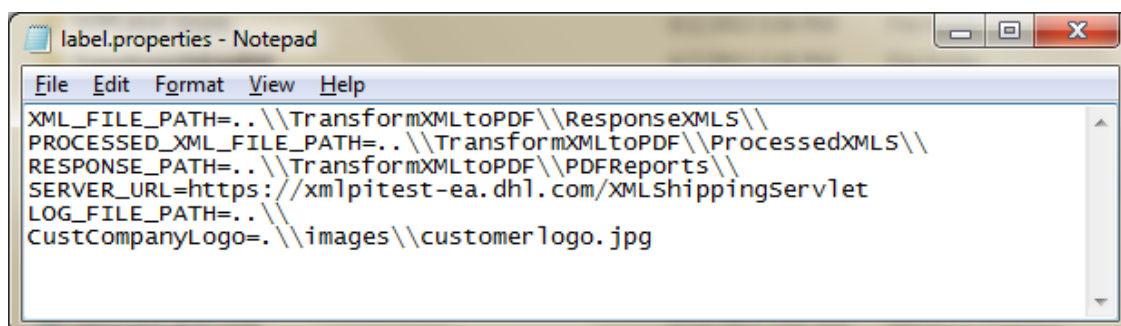 label.properties - Notepad
File Edit Format View Help
XML_FILE_PATH=..\\TransformXMLtoPDF\\ResponseXMLS\\
PROCESSED_XML_FILE_PATH=..\\TransformXMLtoPDF\\ProcessedXMLS\\
RESPONSE_PATH=..\\TransformXMLtoPDF\\PDFReports\\
SERVER_URL=https://xmlpitest-ea.dhl.com/XMLShippingServlet
LOG_FILE_PATH=..\\
CustCompanyLogo=.\\images\\customerlogo.jpg